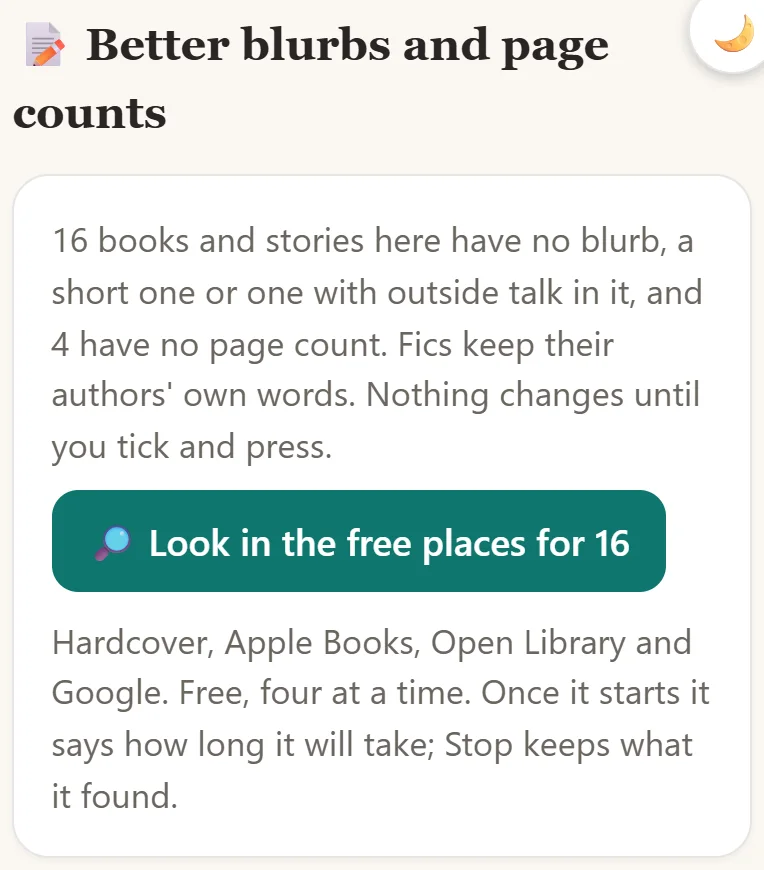 Better blurbs and page
counts
16 books and stories here have no blurb, a
short one or one with outside talk in it, and
4 have no page count. Fics keep their
authors' own words. Nothing changes until
you tick and press.
Look in the free places for 16
Hardcover, Apple Books, Open Library and
Google. Free, four at a time. Once it starts it
says how long it will take; Stop keeps what
it found.